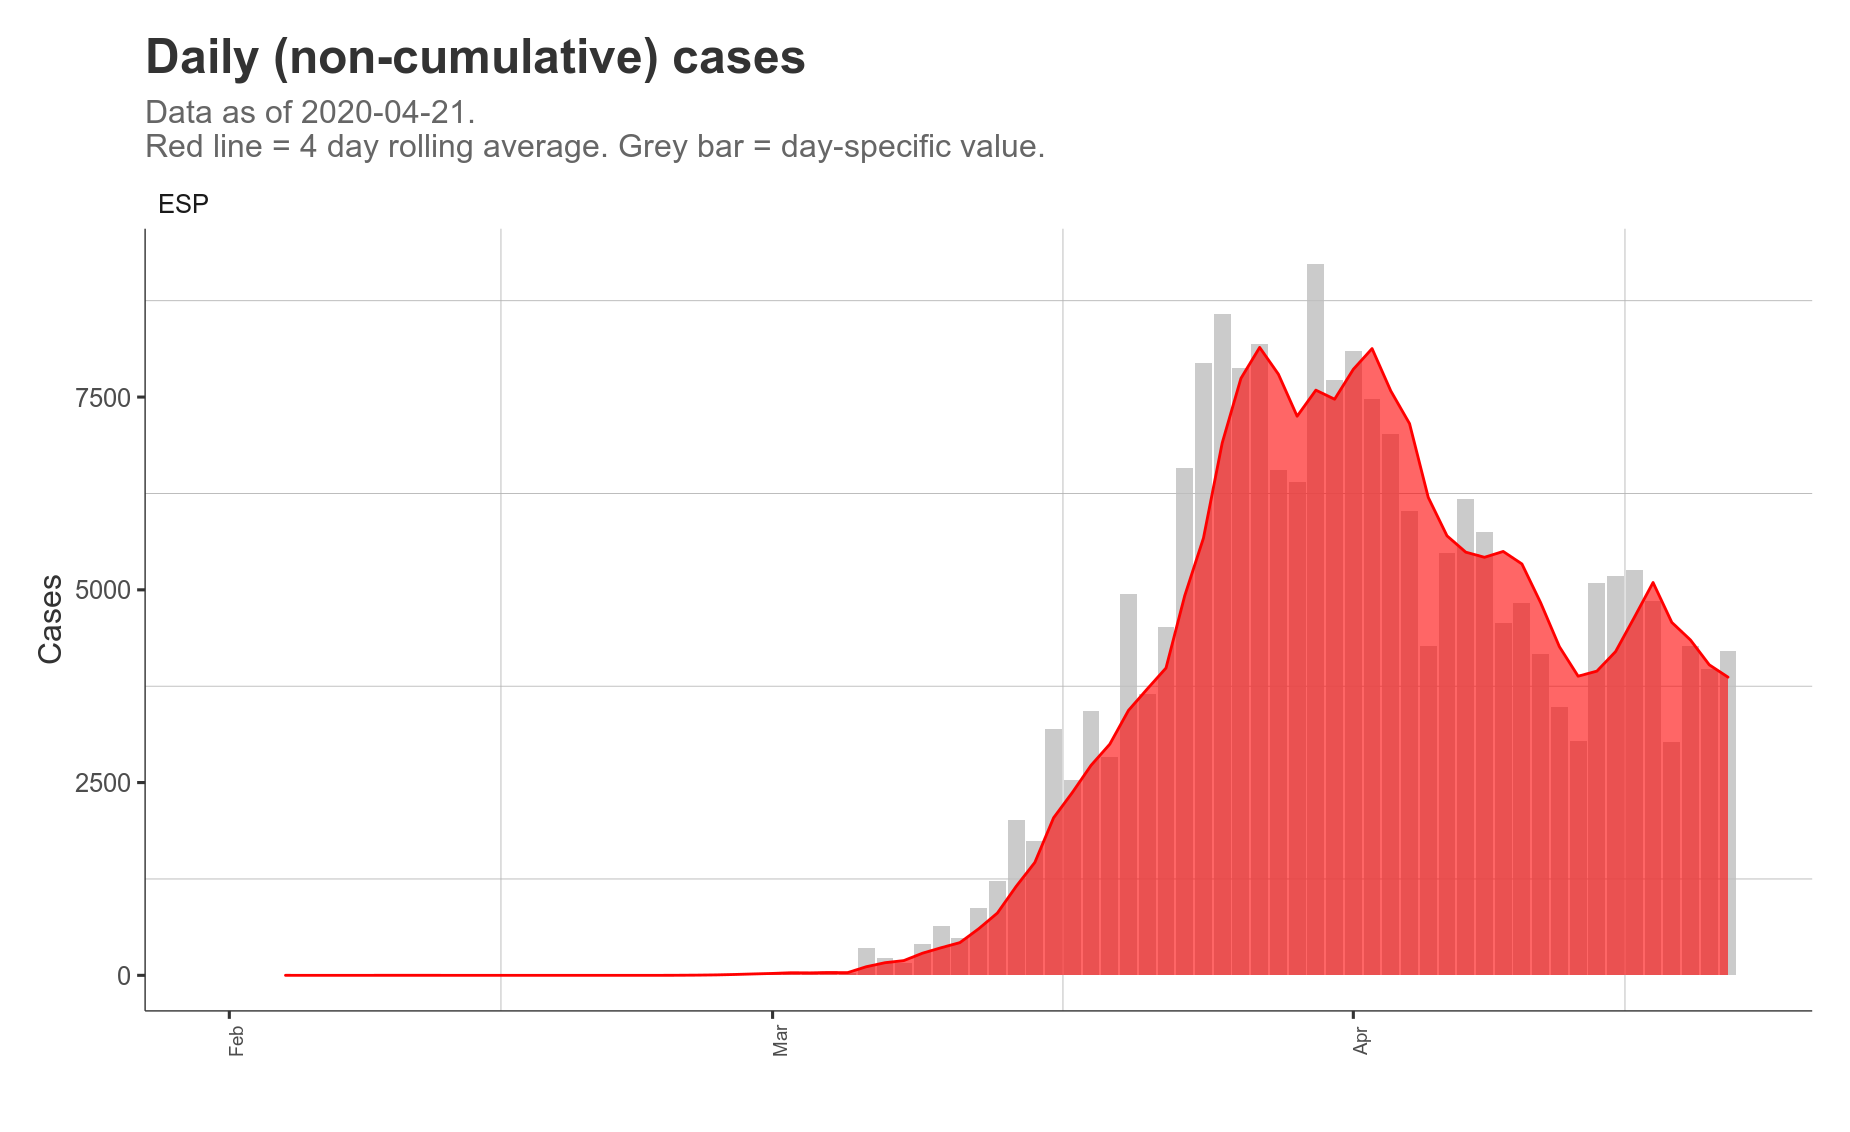 Daily (non-cumulative) cases
Data as of 2020-04-21.
Red line = 4 day rolling average. Grey bar = day-specific value.
ESP
Cases
7500
5000
2500
0
Feb
Mar
Apr